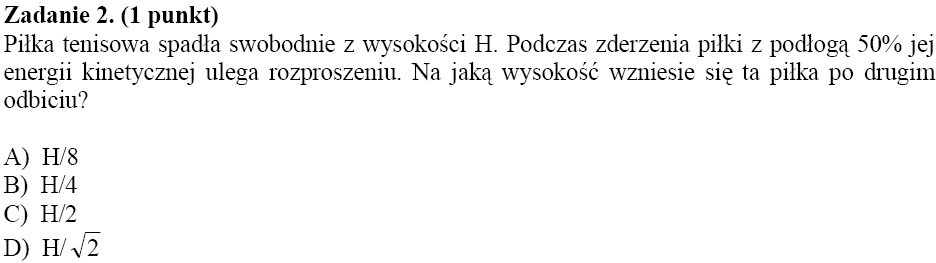 Zadanie 2. (1 punkt)
Piłka tenisowa spadła swobodnie z wysokości H. Podczas zderzenia piłki z podłogą 50% jej
energii kinetycznej ulega rozproszeniu. Na jaką wysokość wzniesie się ta piłka po drugim
odbiciu?
A) H/8
B) H/4
C) H/2
D) H/√2